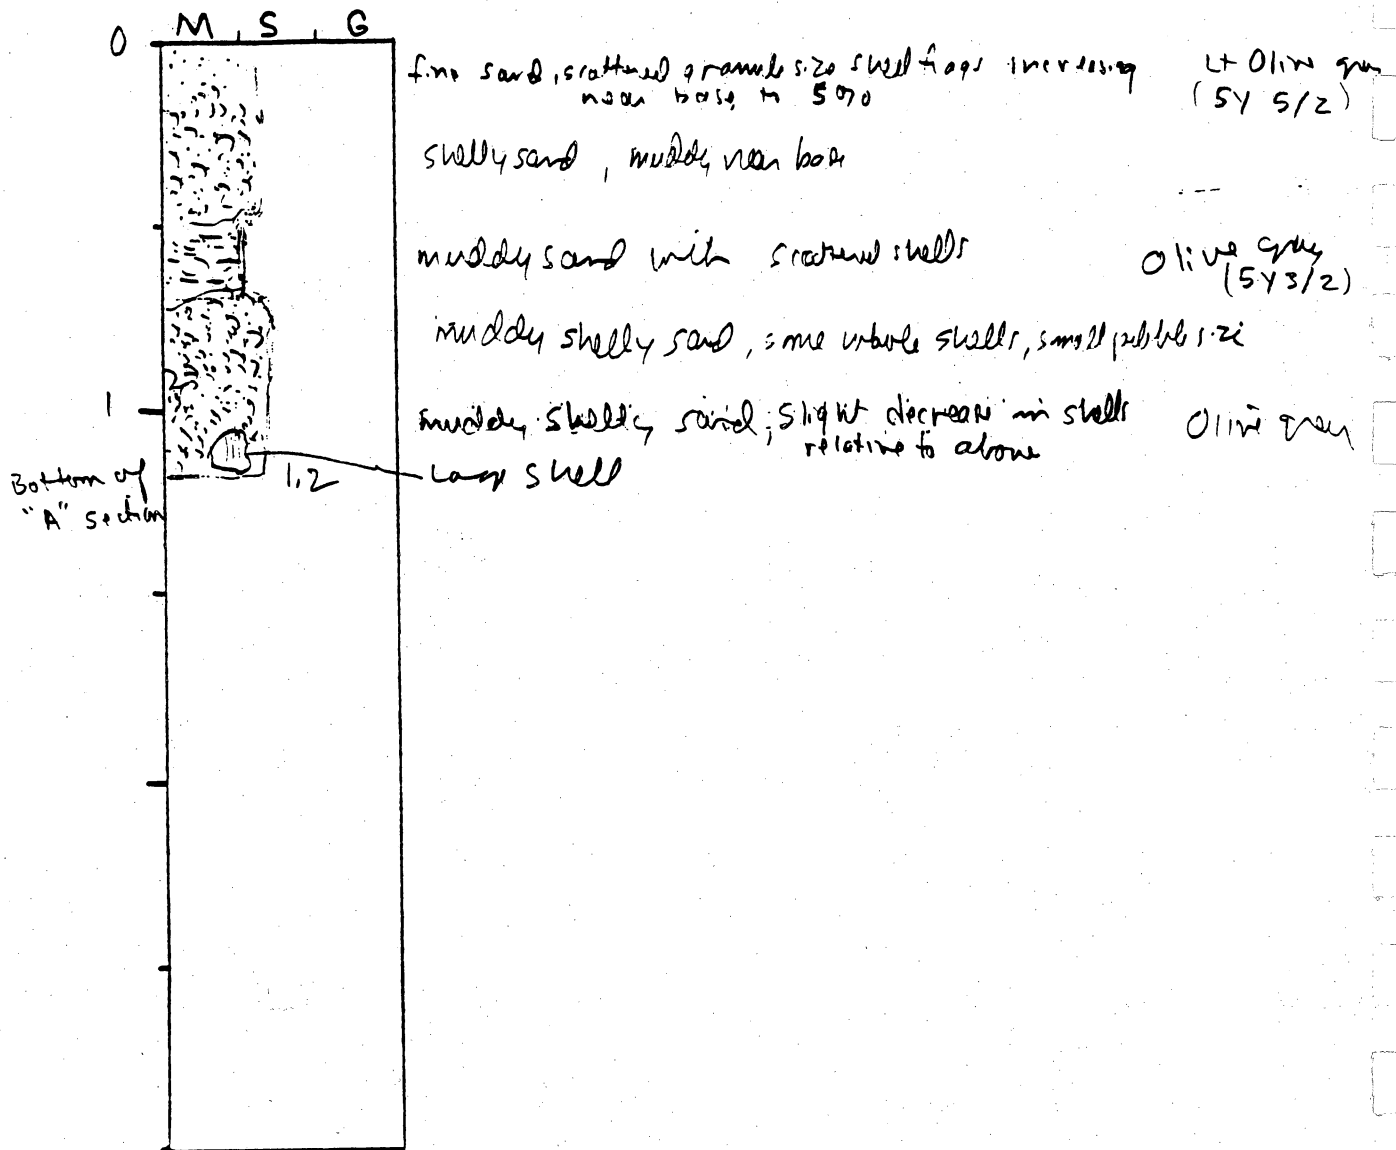 M S G
0
fine sand, scattered granule size shell frags increasing Lt Olive gray
near base to 5%
(5Y 5/2)
shelly sand, muddy near base
muddy sand with scattered shells Olive gray
(5Y 3/2)
muddy shelly sand, some whole shells, small pebble size
1
muddy shelly sand; slight decrease in shells Olive gray
relative to above
1.2 Large shell
Bottom of
"A" section